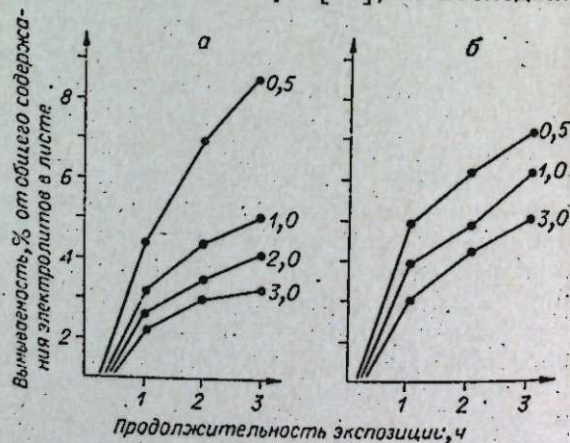 а
б
Вымываемость, % от общего содержа-
ния электролитов в листе
8
6
4
2
0,5
1,0
2,0
3,0
0,5
1,0
3,0
1 2 3
1 2 3
Продолжительность экспозиции, ч